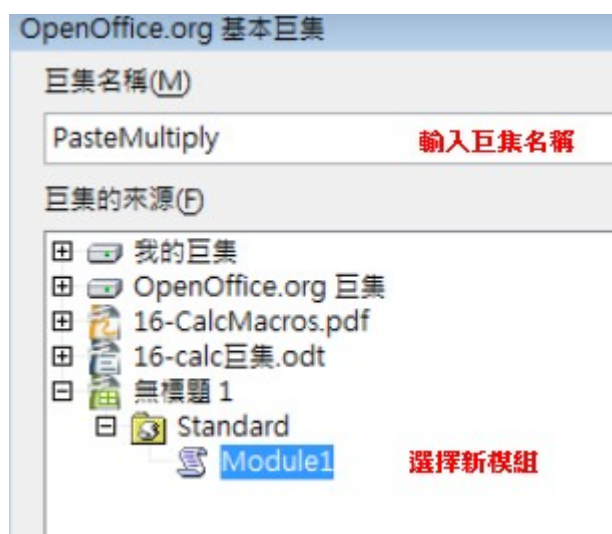 OpenOffice.org 基本巨集
巨集名稱(M)
PasteMultiply 輸入巨集名稱
巨集的來源(F)
我的巨集
OpenOffice.org 巨集
16-CalcMacros.pdf
16-calc巨集.odt
無標題 1
Standard
Module1 選擇新模組